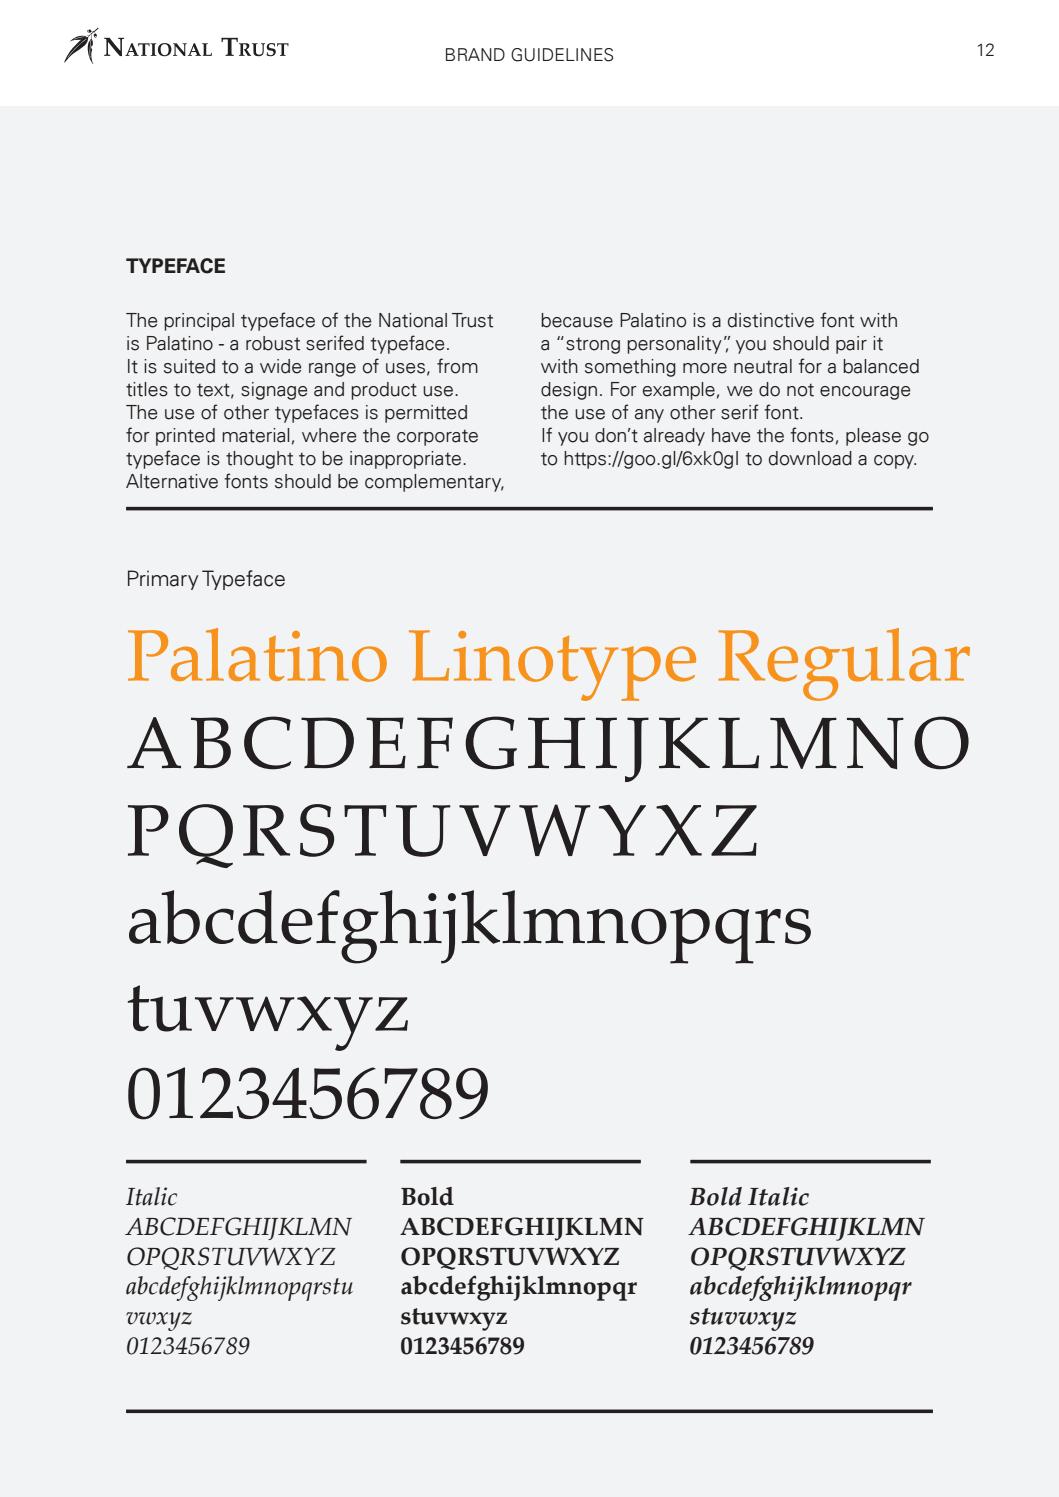 NATIONAL TRUST
BRAND GUIDELINES
12
TYPEFACE
The principal typeface of the National Trust
is Palatino - a robust serifed typeface.
It is suited to a wide range of uses, from
titles to text, signage and product use.
The use of other typefaces is permitted
for printed material, where the corporate
typeface is thought to be inappropriate.
Alternative fonts should be complementary,
because Palatino is a distinctive font with
a “strong personality”, you should pair it
with something more neutral for a balanced
design. For example, we do not encourage
the use of any other serif font.
If you don’t already have the fonts, please go
to https://goo.gl/6xk0gl to download a copy.
Primary Typeface
Palatino Linotype Regular
ABCDEFGHIJKLMNO
PQRSTUVWYXZ
abcdefghijklmnopqrs
tuvwxyz
0123456789
Italic
ABCDEFGHIJKLMN
OPQRSTUVWXYZ
abcdefghijklmnopqrstu
vwxyz
0123456789
Bold
ABCDEFGHIJKLMN
OPQRSTUVWXYZ
abcdefghijklmnopqr
stuvwxyz
0123456789
Bold Italic
ABCDEFGHIJKLMN
OPQRSTUVWXYZ
abcdefghijklmnopqr
stuvwxyz
0123456789